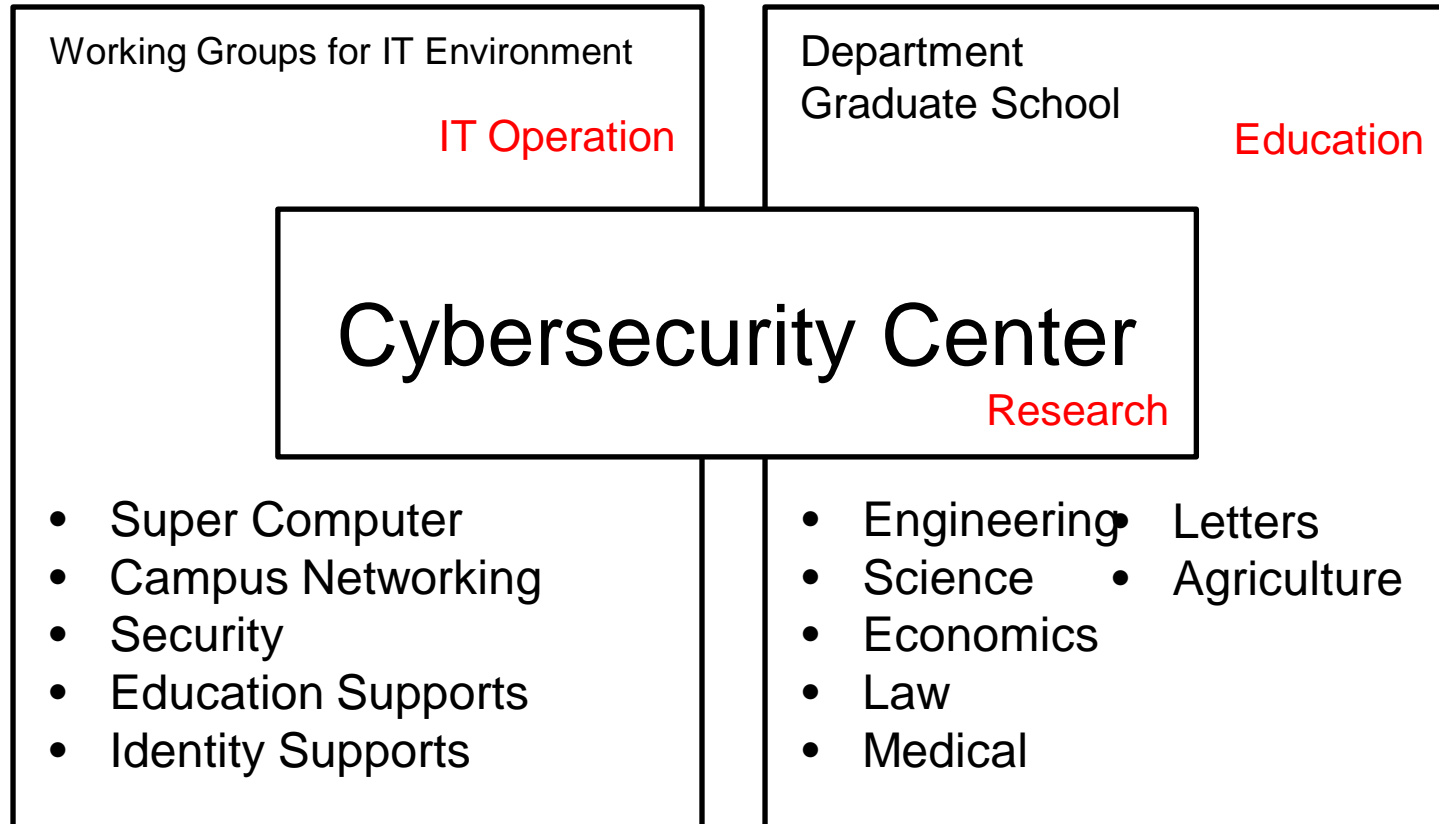 Working Groups for IT Environment
IT Operation
Department
Graduate School
Education
Cybersecurity Center
Research
• Super Computer
• Campus Networking
• Security
• Education Supports
• Identity Supports
• Engineering
• Science
• Economics
• Law
• Medical
• Letters
• Agriculture